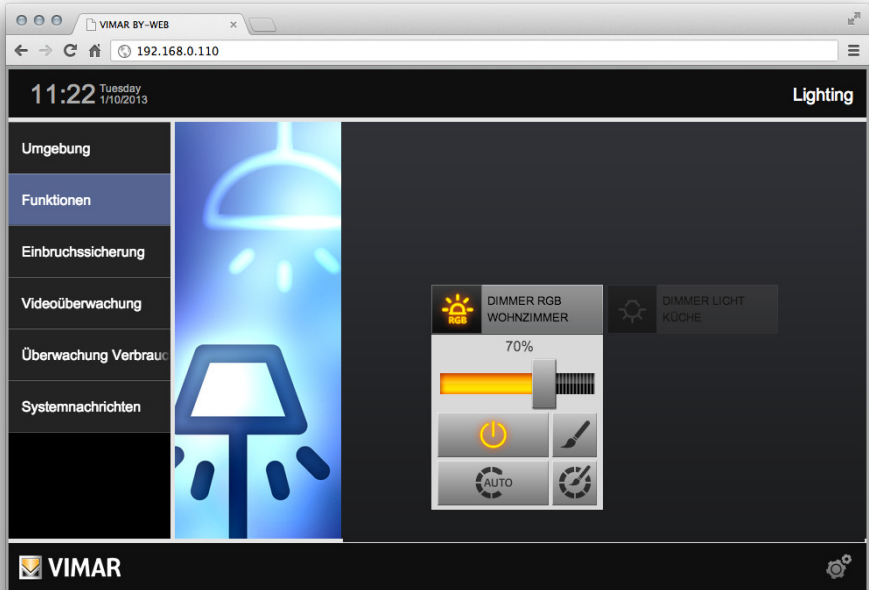 VIMAR BY-WEB
192.168.0.110
11:22 Tuesday
1/10/2013
Lighting
Umgebung
Funktionen
Einbruchssicherung
Videoüberwachung
Überwachung Verbrauc
Systemnachrichten
RGB
DIMMER RGB
WOHNZIMMER
DIMMER LICHT
KÜCHE
70%
AUTO
VIMAR